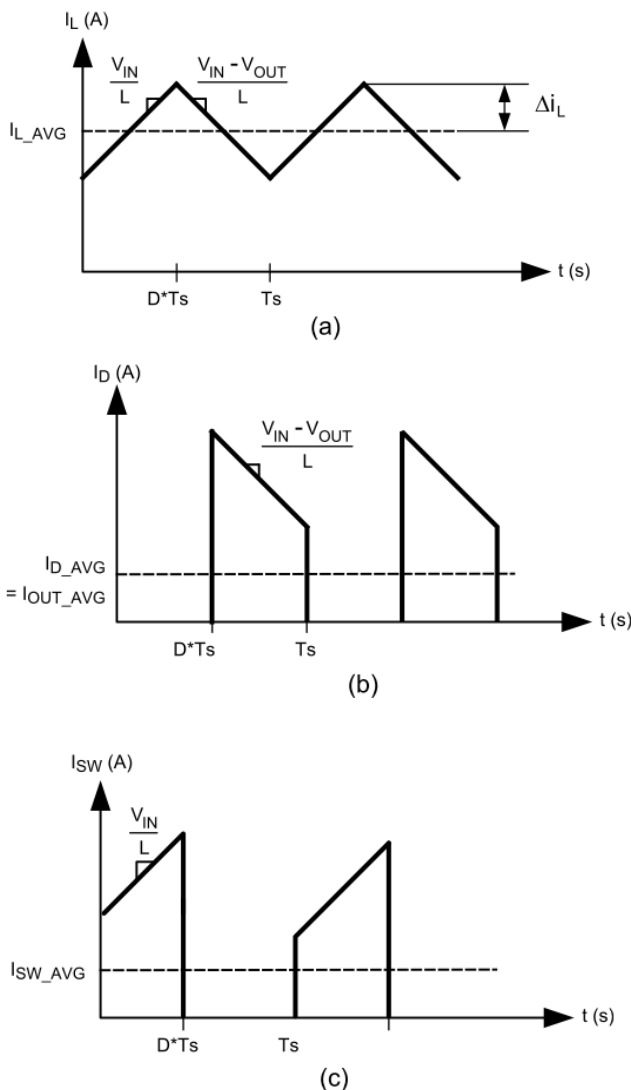 I_L (A)
V_IN
L
V_IN – V_OUT
L
Δi_L
I_L_AVG
t (s)
D*Ts
Ts
(a)
I_D (A)
V_IN – V_OUT
L
I_D_AVG
= I_OUT_AVG
t (s)
D*Ts
Ts
(b)
I_SW (A)
V_IN
L
I_SW_AVG
t (s)
D*Ts
Ts
(c)